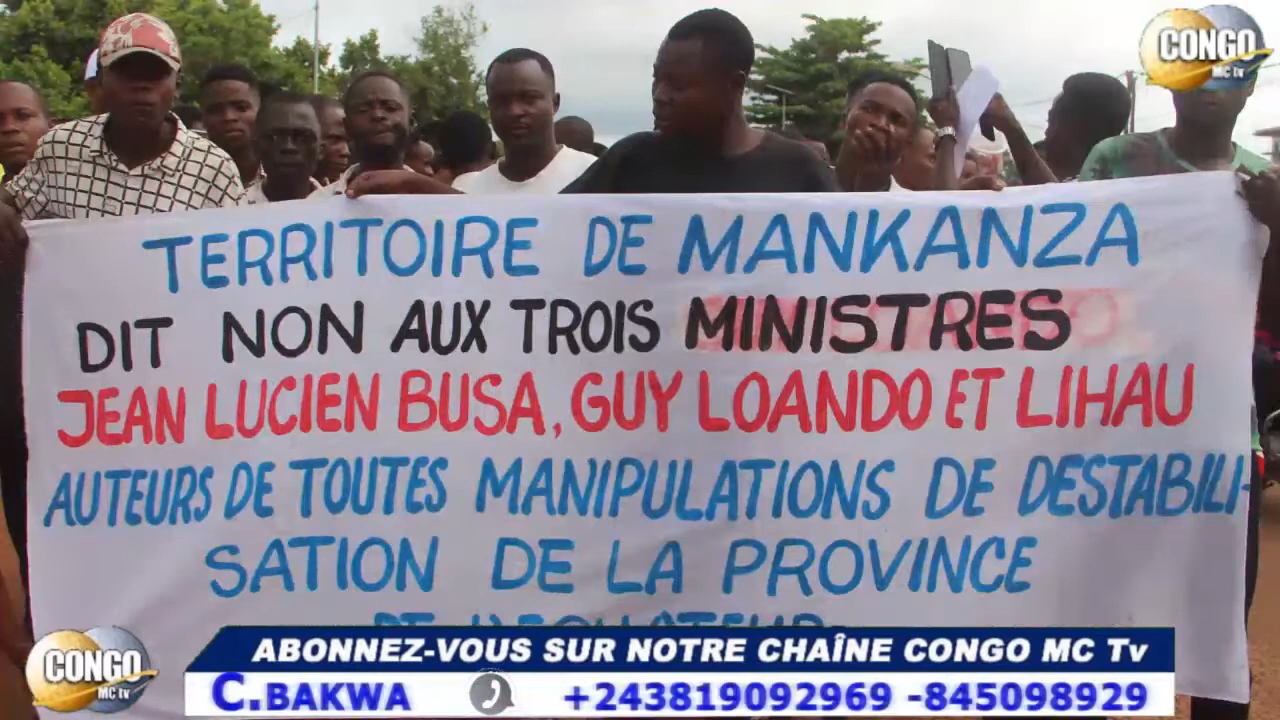 CONGO
MC tv
TERRITOIRE DE MANKANZA
DIT NON AUX TROIS MINISTRES
JEAN LUCIEN BUSA, GUY LOANDO ET LIHAU
AUTEURS DE TOUTES MANIPULATIONS DE DESTABILI-
SATION DE LA PROVINCE
CONGO
MC tv
ABONNEZ-VOUS SUR NOTRE CHAÎNE CONGO MC Tv
C.BAKWA +243819092969 -845098929